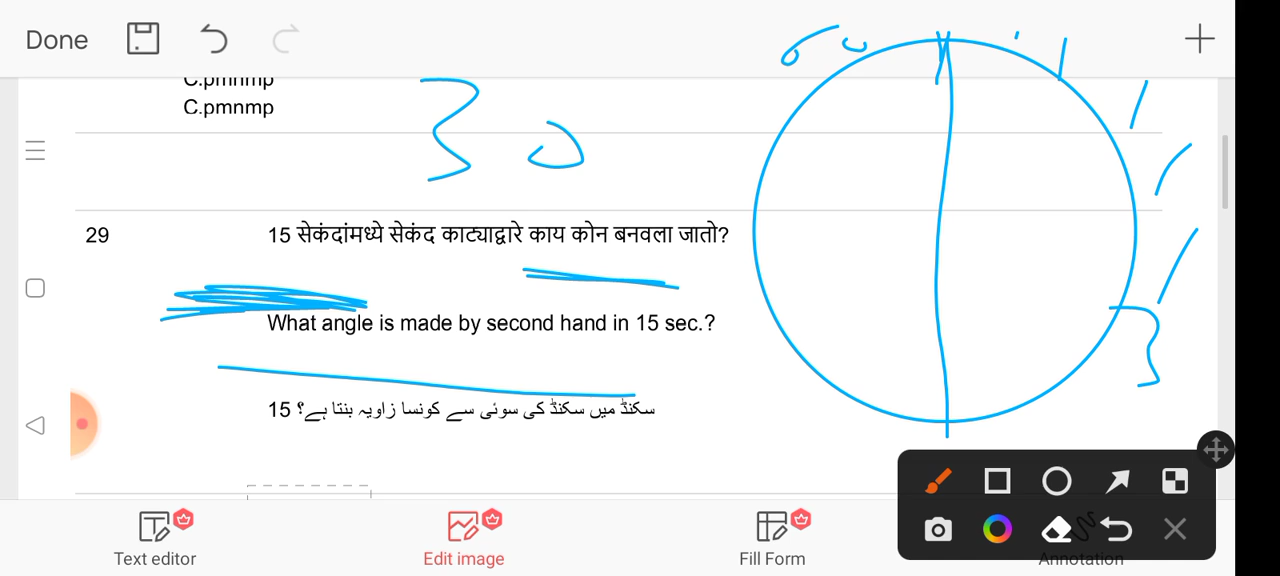 Done
C.pmnmp
C.pmnmp
30
29
15 सेकंदांमध्ये सेकंद काट्याद्वारे काय कोन बनवला जातो?
What angle is made by second hand in 15 sec.?
15 سکنڈ میں سکنڈ کی سوئی سے کونسا زاویہ بنتا ہے؟
Text editor
Edit image
Fill Form
Annotation